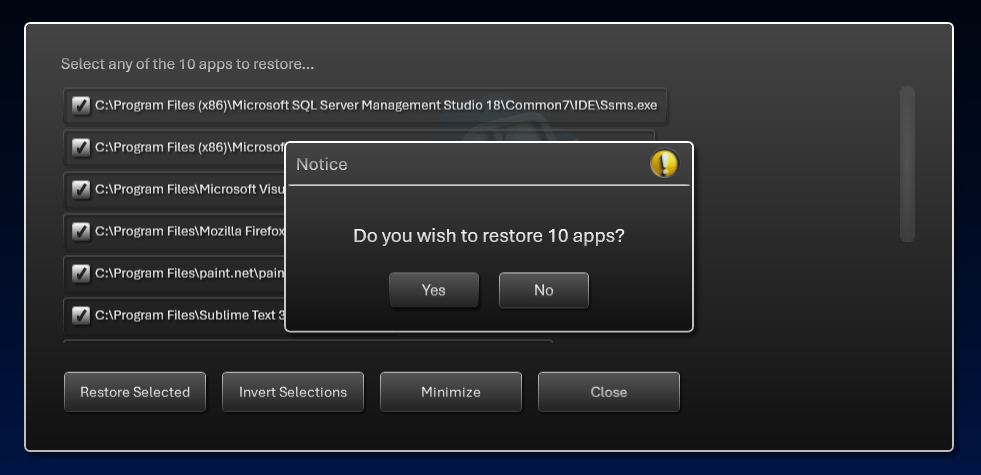 Select any of the 10 apps to restore...
C:\Program Files (x86)\Microsoft SQL Server Management Studio 18\Common7\IDE\Ssms.exe
C:\Program Files (x86)\Microsof
C:\Program Files\Microsoft Visu
C:\Program Files\Mozilla Firefox
C:\Program Files\paint.net\pain
C:\Program Files\Sublime Text 3
Notice
Do you wish to restore 10 apps?
Yes No
Restore Selected Invert Selections Minimize Close